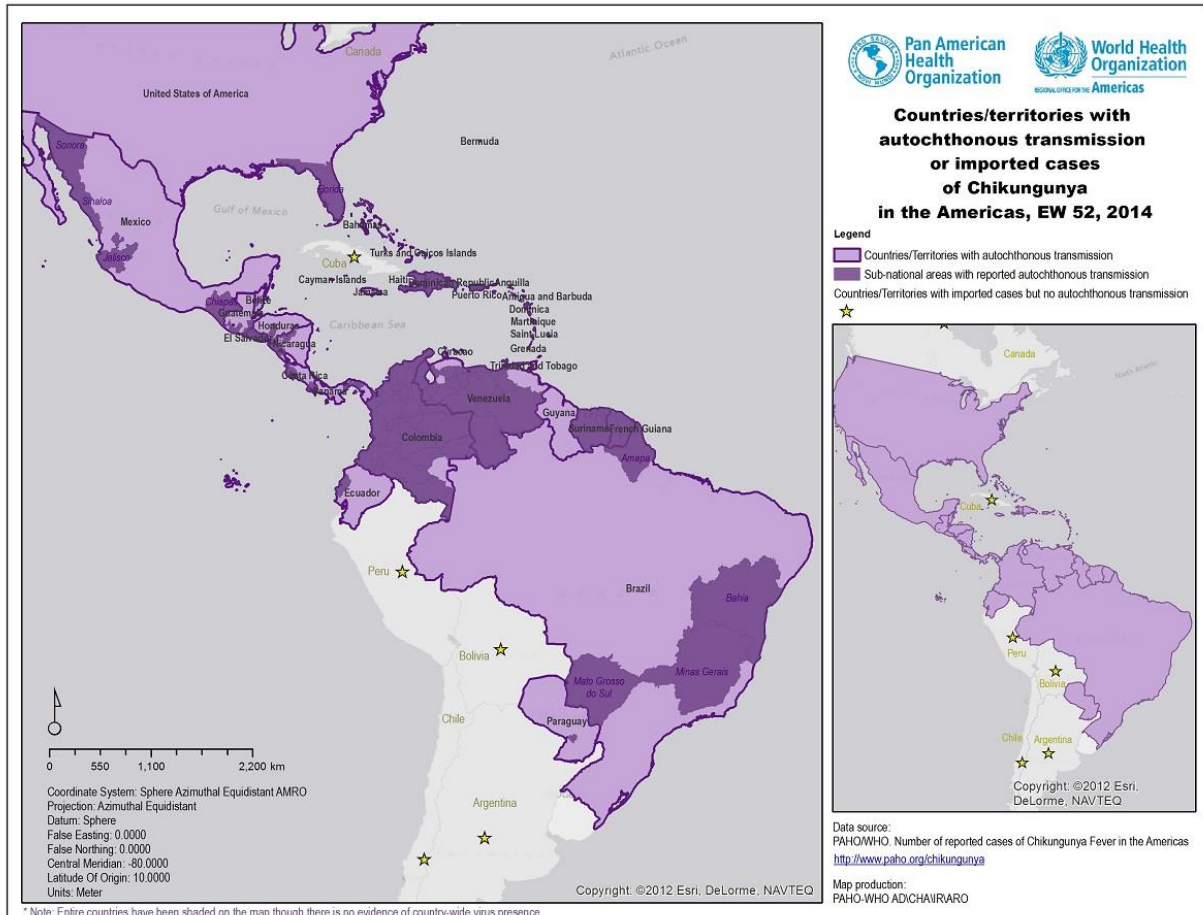 Canada
Atlantic Ocean
United States of America
Bermuda
Sonora
Florida
Sinaloa
Gulf of Mexico
Bahamas
Mexico
Turks and Caicos Islands
Cuba
Jalisco
Cayman Islands
Haiti
Dominican Republic
Anguilla
Jamaica
Puerto Rico
Antigua and Barbuda
Chiapas
Belize
Dominica
Guatemala
Martinique
Honduras
Caribbean Sea
Saint Lucia
El Salvador
Nicaragua
Grenada
Curacao
Trinidad and Tobago
Costa Rica
Panama
Venezuela
Guyana
Suriname
French Guiana
Colombia
Amapa
Ecuador
Peru
Brazil
Bahia
Bolivia
Mato Grosso
do Sul
Minas Gerais
Chile
Paraguay
Argentina
0 550 1,100 2,200 km
Coordinate System: Sphere Azimuthal Equidistant AMRO
Projection: Azimuthal Equidistant
Datum: Sphere
False Easting: 0.0000
False Northing: 0.0000
Central Meridian: -80.0000
Latitude Of Origin: 10.0000
Units: Meter
Copyright: ©2012 Esri, DeLorme, NAVTEQ
* Note: Entire countries have been shaded on the map though there is no evidence of country-wide virus presence
Pan American
Health
Organization
World Health
Organization
REGIONAL OFFICE FOR THE Americas
Countries/territories with
autochthonous transmission
or imported cases
of Chikungunya
in the Americas, EW 52, 2014
Legend
Countries/Territories with autochthonous transmission
Sub-national areas with reported autochthonous transmission
Countries/Territories with imported cases but no autochthonous transmission
Canada
North Atlantic
Cuba
Peru
Bolivia
Chile
Argentina
Copyright: ©2012 Esri,
DeLorme, NAVTEQ
Data source:
PAHO/WHO. Number of reported cases of Chikungunya Fever in the Americas
http://www.paho.org/chikungunya
Map production:
PAHO-WHO AD\CHA\IR\ARO